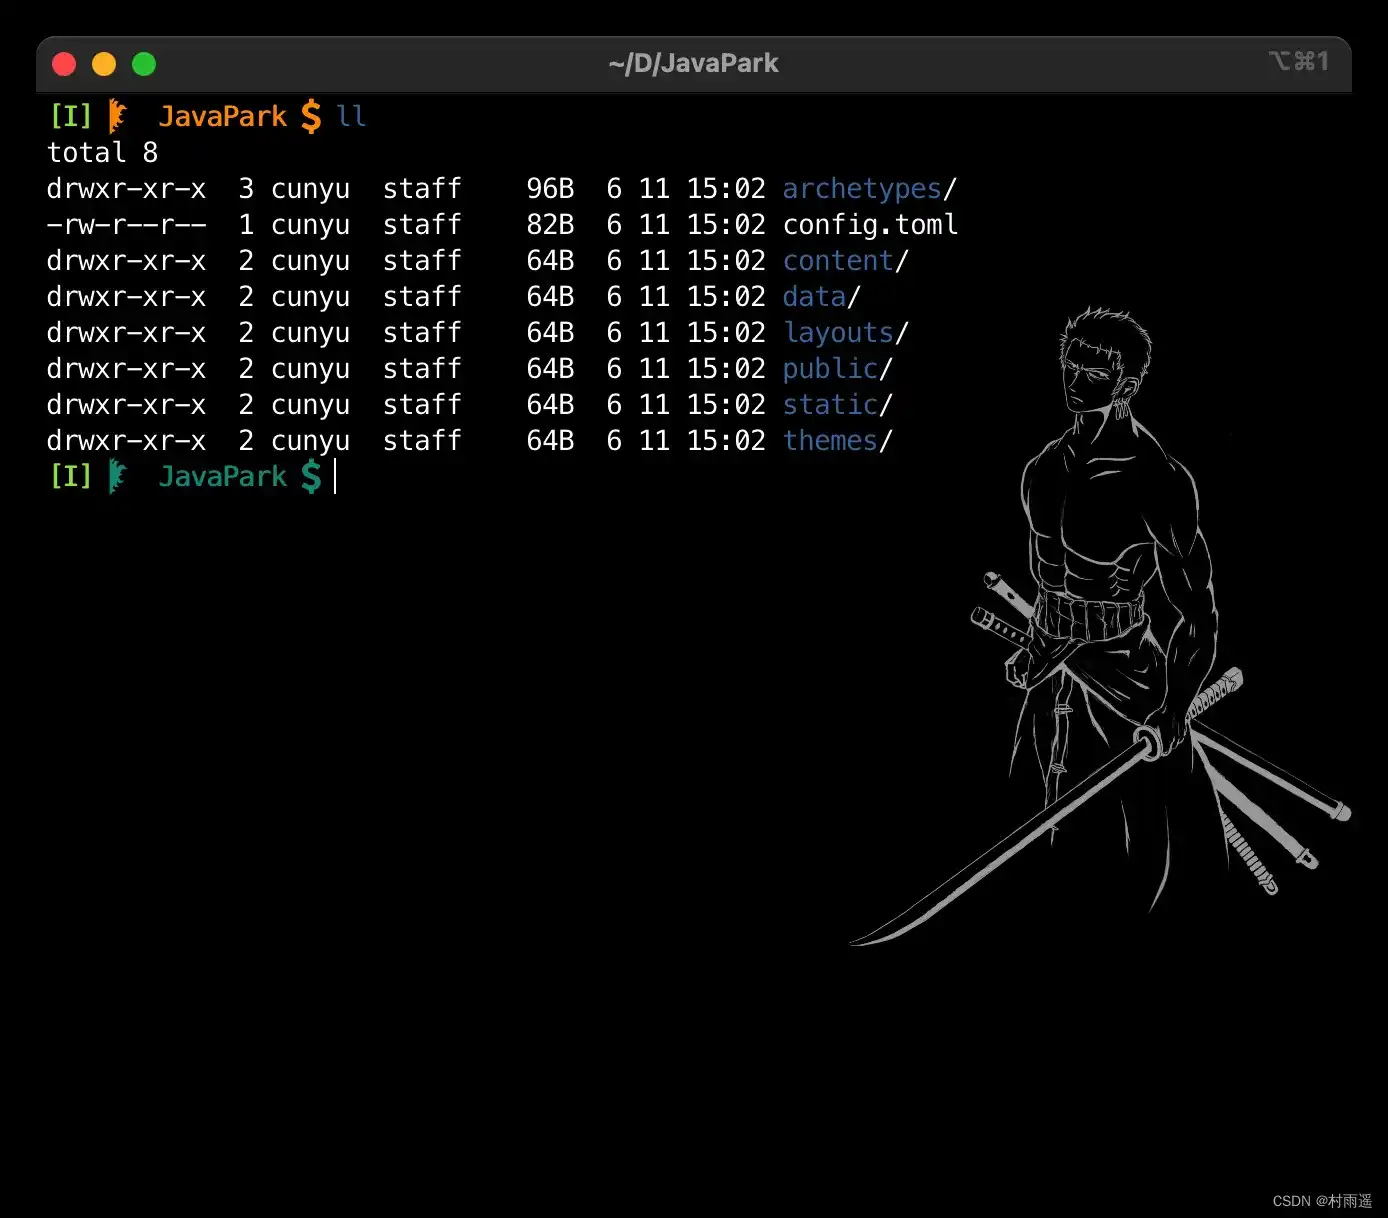 ~/D/JavaPark ⌥⌘1
[I] JavaPark $ ll
total 8
drwxr-xr-x  3 cunyu  staff    96B  6 11 15:02 archetypes/
-rw-r--r--  1 cunyu  staff    82B  6 11 15:02 config.toml
drwxr-xr-x  2 cunyu  staff    64B  6 11 15:02 content/
drwxr-xr-x  2 cunyu  staff    64B  6 11 15:02 data/
drwxr-xr-x  2 cunyu  staff    64B  6 11 15:02 layouts/
drwxr-xr-x  2 cunyu  staff    64B  6 11 15:02 public/
drwxr-xr-x  2 cunyu  staff    64B  6 11 15:02 static/
drwxr-xr-x  2 cunyu  staff    64B  6 11 15:02 themes/
[I] JavaPark $
CSDN @村雨遥